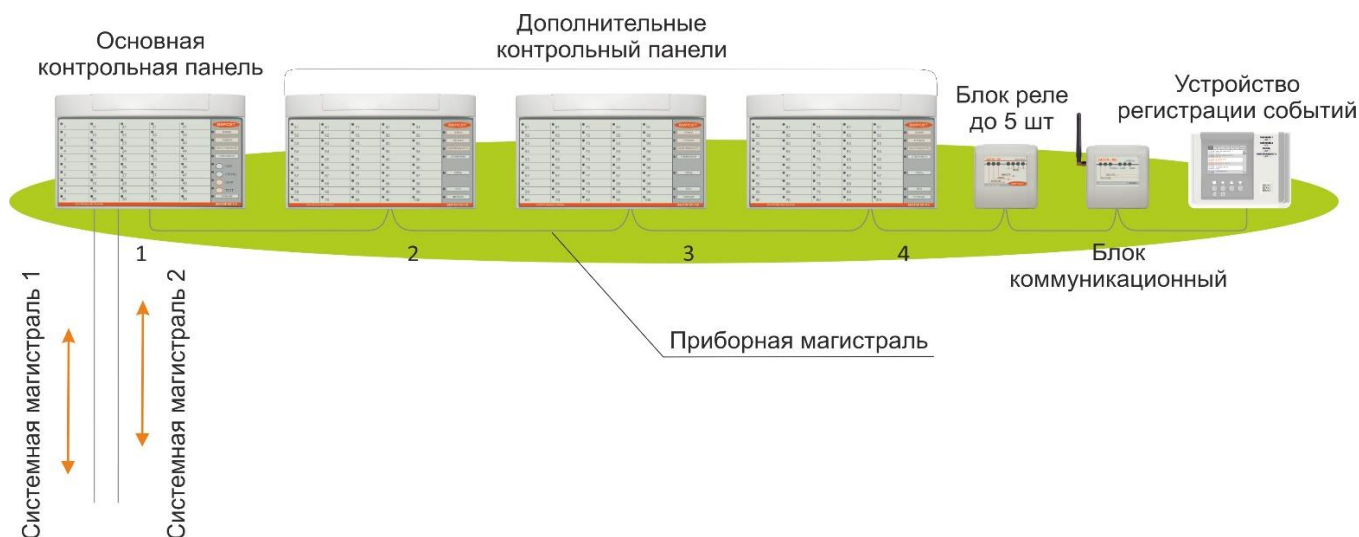 Основная
контрольная панель
Дополнительные
контрольный панели
Блок реле
до 5 шт
Устройство
регистрации событий
1
2
3
4
Блок
коммуникационный
Приборная магистраль
Системная магистраль 1
Системная магистраль 2